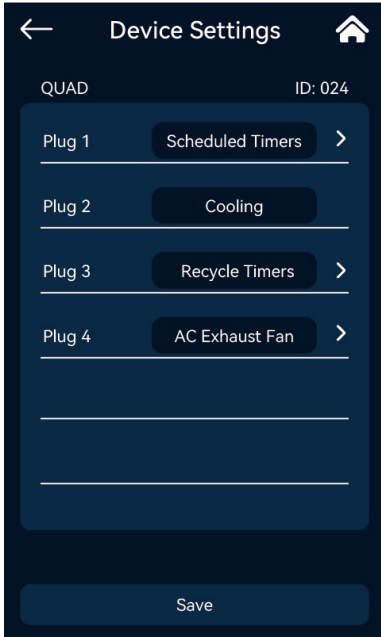 Device Settings
QUAD ID: 024
Plug 1 Scheduled Timers
Plug 2 Cooling
Plug 3 Recycle Timers
Plug 4 AC Exhaust Fan
Save